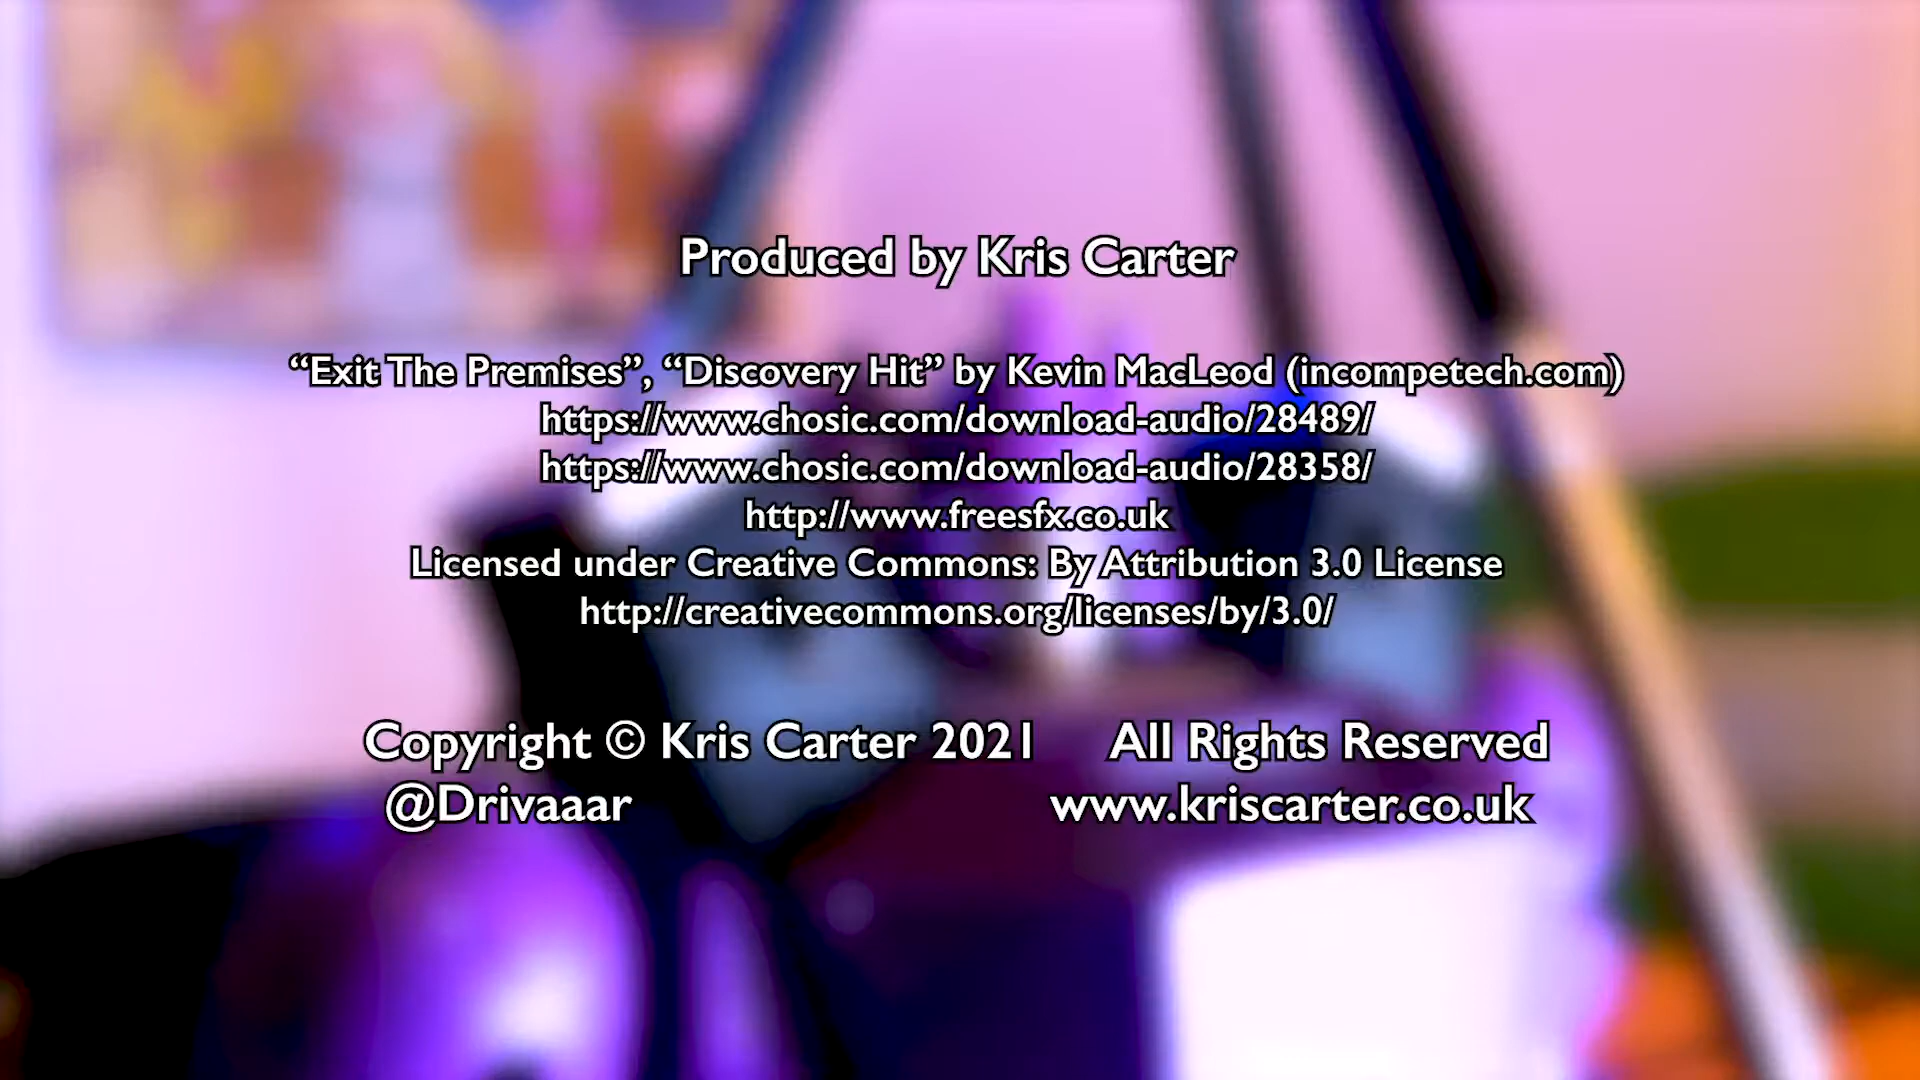 Produced by Kris Carter
“Exit The Premises”, “Discovery Hit” by Kevin MacLeod (incompetech.com)
https://www.chosic.com/download-audio/28489/
https://www.chosic.com/download-audio/28358/
http://www.freesfx.co.uk
Licensed under Creative Commons: By Attribution 3.0 License
http://creativecommons.org/licenses/by/3.0/
Copyright © Kris Carter 2021 All Rights Reserved
@Drivaaar www.kriscarter.co.uk